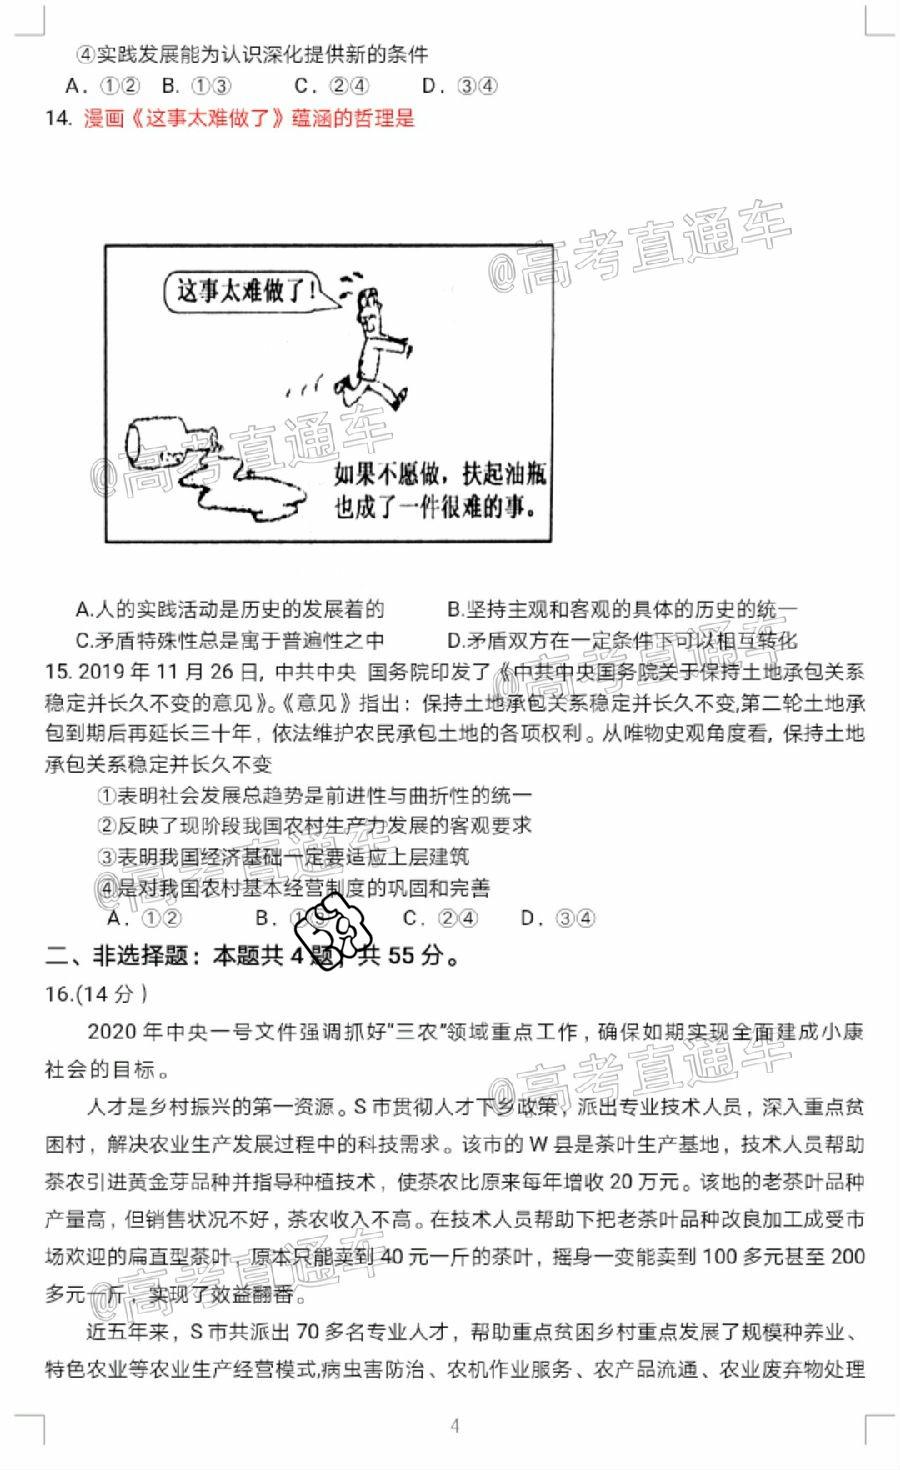 ④实践发展能为认识深化提供新的条件
A. ①② B. ①③ C. ②④ D. ③④
14. 漫画《这事太难做了》蕴涵的哲理是
@高考直通车
这事太难做了!
@高考直通车
如果不愿做，扶起油瓶
也成了一件很难的事。
A.人的实践活动是历史的发展着的 B.坚持主观和客观的具体的历史的统一
C.矛盾特殊性总是寓于普遍性之中 D.矛盾双方在一定条件下可以相互转化
@高考直通车
15. 2019 年 11 月 26 日, 中共中央 国务院印发了《中共中央国务院关于保持土地承包关系
稳定并长久不变的意见》。《意见》指出：保持土地承包关系稳定并长久不变,第二轮土地承
包到期后再延长三十年，依法维护农民承包土地的各项权利。从唯物史观角度看, 保持土地
承包关系稳定并长久不变
①表明社会发展总趋势是前进性与曲折性的统一
②反映了现阶段我国农村生产力发展的客观要求
③表明我国经济基础一定要适应上层建筑
@高考直通车
④是对我国农村基本经营制度的巩固和完善
A. ①② B. ①③ C. ②④ D. ③④
二、非选择题：本题共 4 题，共 55 分。
16.(14 分)
2020 年中央一号文件强调抓好"三农"领域重点工作，确保如期实现全面建成小康
社会的目标。
@高考直通车
人才是乡村振兴的第一资源。S 市贯彻人才下乡政策，派出专业技术人员，深入重点贫
困村，解决农业生产发展过程中的科技需求。该市的 W 县是茶叶生产基地，技术人员帮助
茶农引进黄金芽品种并指导种植技术，使茶农比原来每年增收 20 万元。该地的老茶叶品种
产量高，但销售状况不好，茶农收入不高。在技术人员帮助下把老茶叶品种改良加工成受市
场欢迎的扁直型茶叶，原本只能卖到 40 元一斤的茶叶，摇身一变能卖到 100 多元甚至 200
多元一斤，实现了效益翻番。
@高考直通车
近五年来，S 市共派出 70 多名专业人才，帮助重点贫困乡村重点发展了规模种养业、
特色农业等农业生产经营模式,病虫害防治、农机作业服务、农产品流通、农业废弃物处理
4